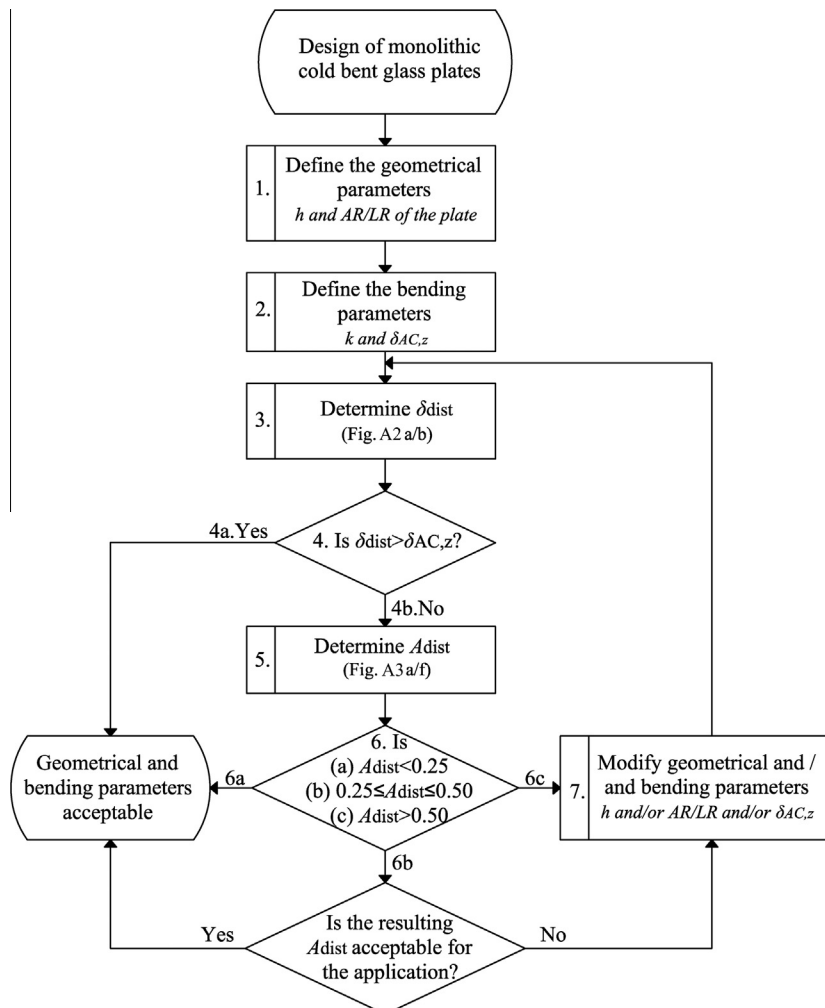 Design of monolithic
cold bent glass plates
1.
Define the geometrical
parameters
h and AR/LR of the plate
2.
Define the bending
parameters
k and δAC,z
3.
Determine δdist
(Fig. A2 a/b)
4a.Yes
4. Is δdist>δAC,z?
4b.No
5.
Determine Adist
(Fig. A3 a/f)
Geometrical and
bending parameters
acceptable
6a
6. Is
(a) Adist<0.25
(b) 0.25≤Adist≤0.50
(c) Adist>0.50
6c
7.
Modify geometrical and /
and bending parameters
h and/or AR/LR and/or δAC,z
6b
Yes
Is the resulting
Adist acceptable for
the application?
No